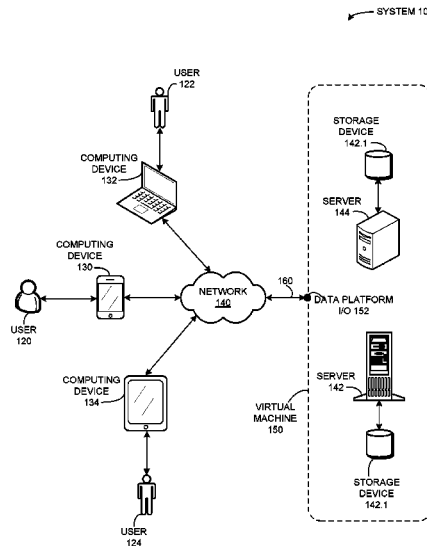 SYSTEM 10
USER
122
STORAGE
DEVICE
142.1
COMPUTING
DEVICE
132
SERVER
144
COMPUTING
DEVICE
130
NETWORK
140
160
DATA PLATFORM
I/O 152
USER
120
COMPUTING
DEVICE
134
SERVER
142
VIRTUAL
MACHINE
150
STORAGE
DEVICE
142.1
USER
124